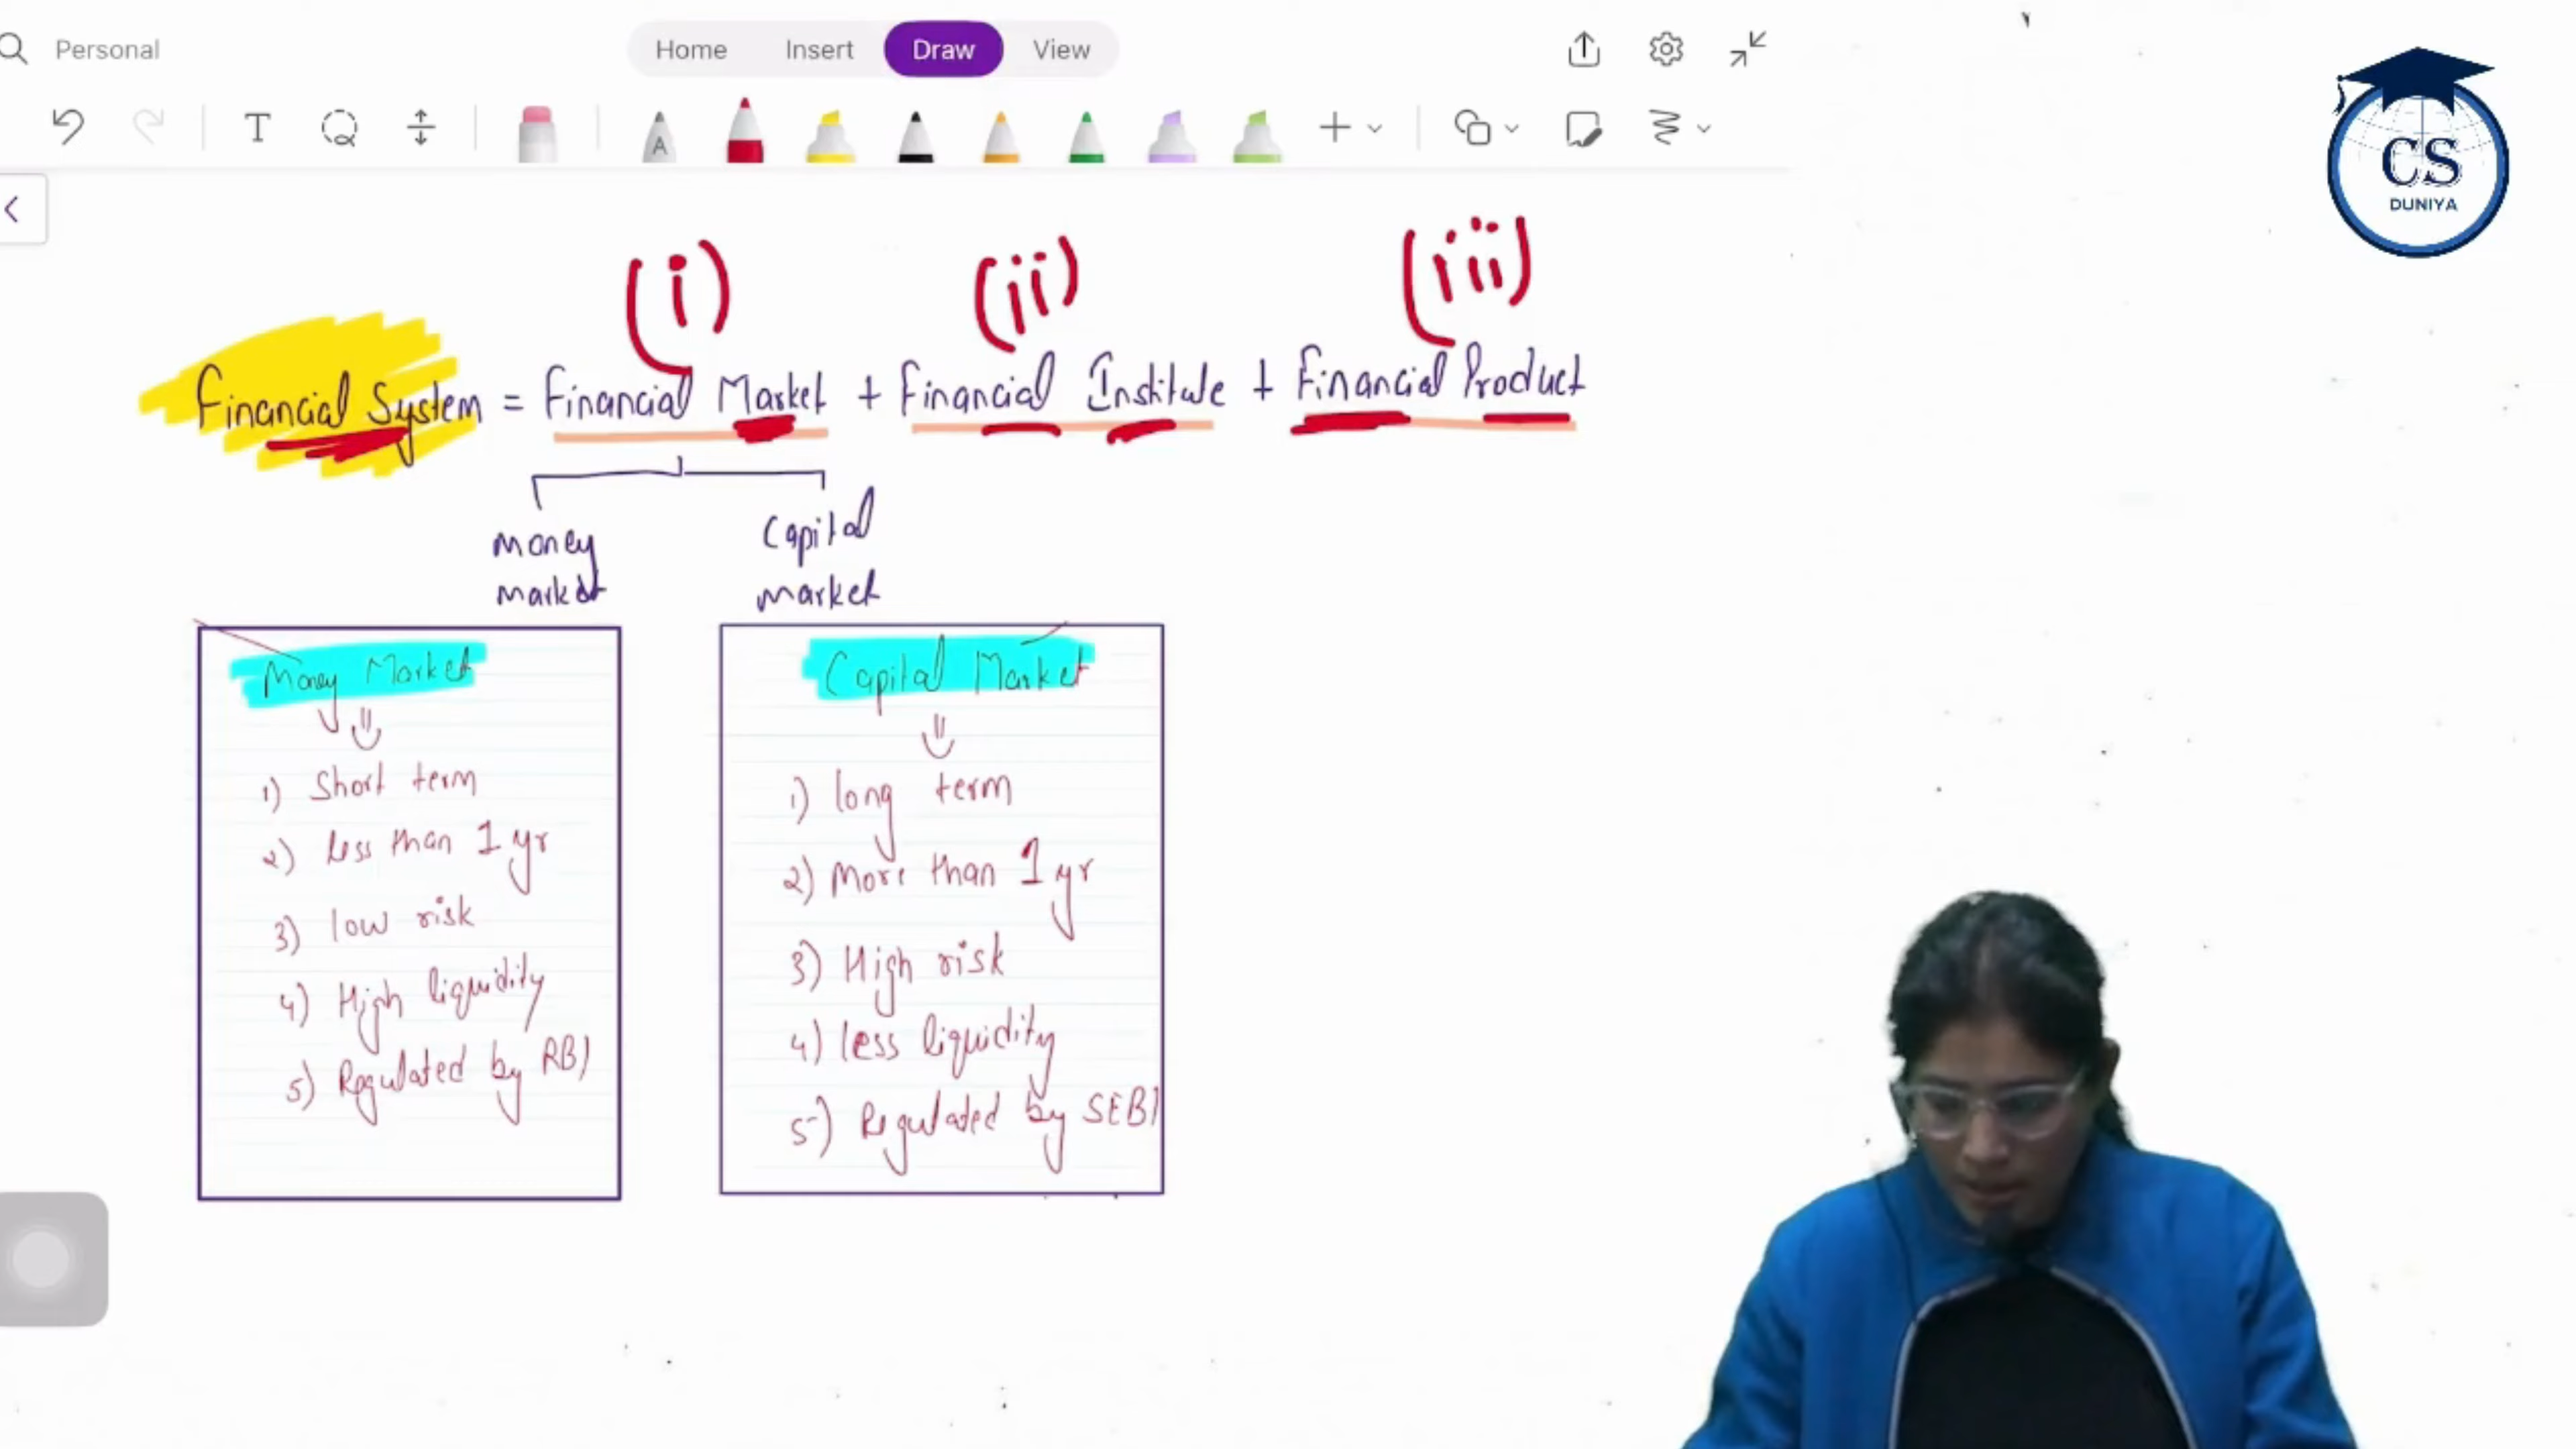 Personal
Home Insert Draw View
A
CS
DUNIYA
(i) (ii) (iii)
Financial System = Financial Market + Financial Institute + Financial Product
Money market
Capital market
Money Market
1) Short term
2) Less than 1 yr
3) low risk
4) High liquidity
5) Regulated by RBI
Capital Market
1) long term
2) More than 1 yr
3) High risk
4) less liquidity
5) Regulated by SEBI